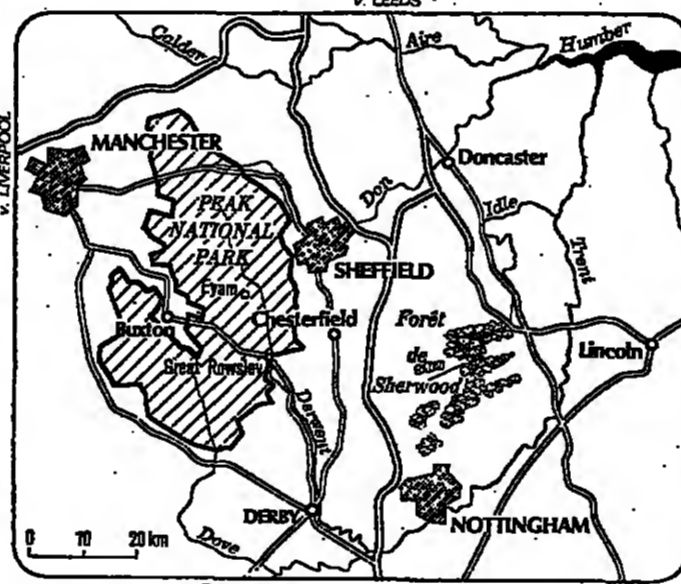 v. LEEDS
v. LIVERPOOL
Calder
Aire
Humber
MANCHESTER
Doncaster
Don
Idle
PEAK
NATIONAL
PARK
Trent
SHEFFIELD
Eyam
Buxton
Chesterfield
Forêt
de
Sherwood
Lincoln
Great Rowsley
Derwent
DERBY
NOTTINGHAM
Dove
0 10 20 km